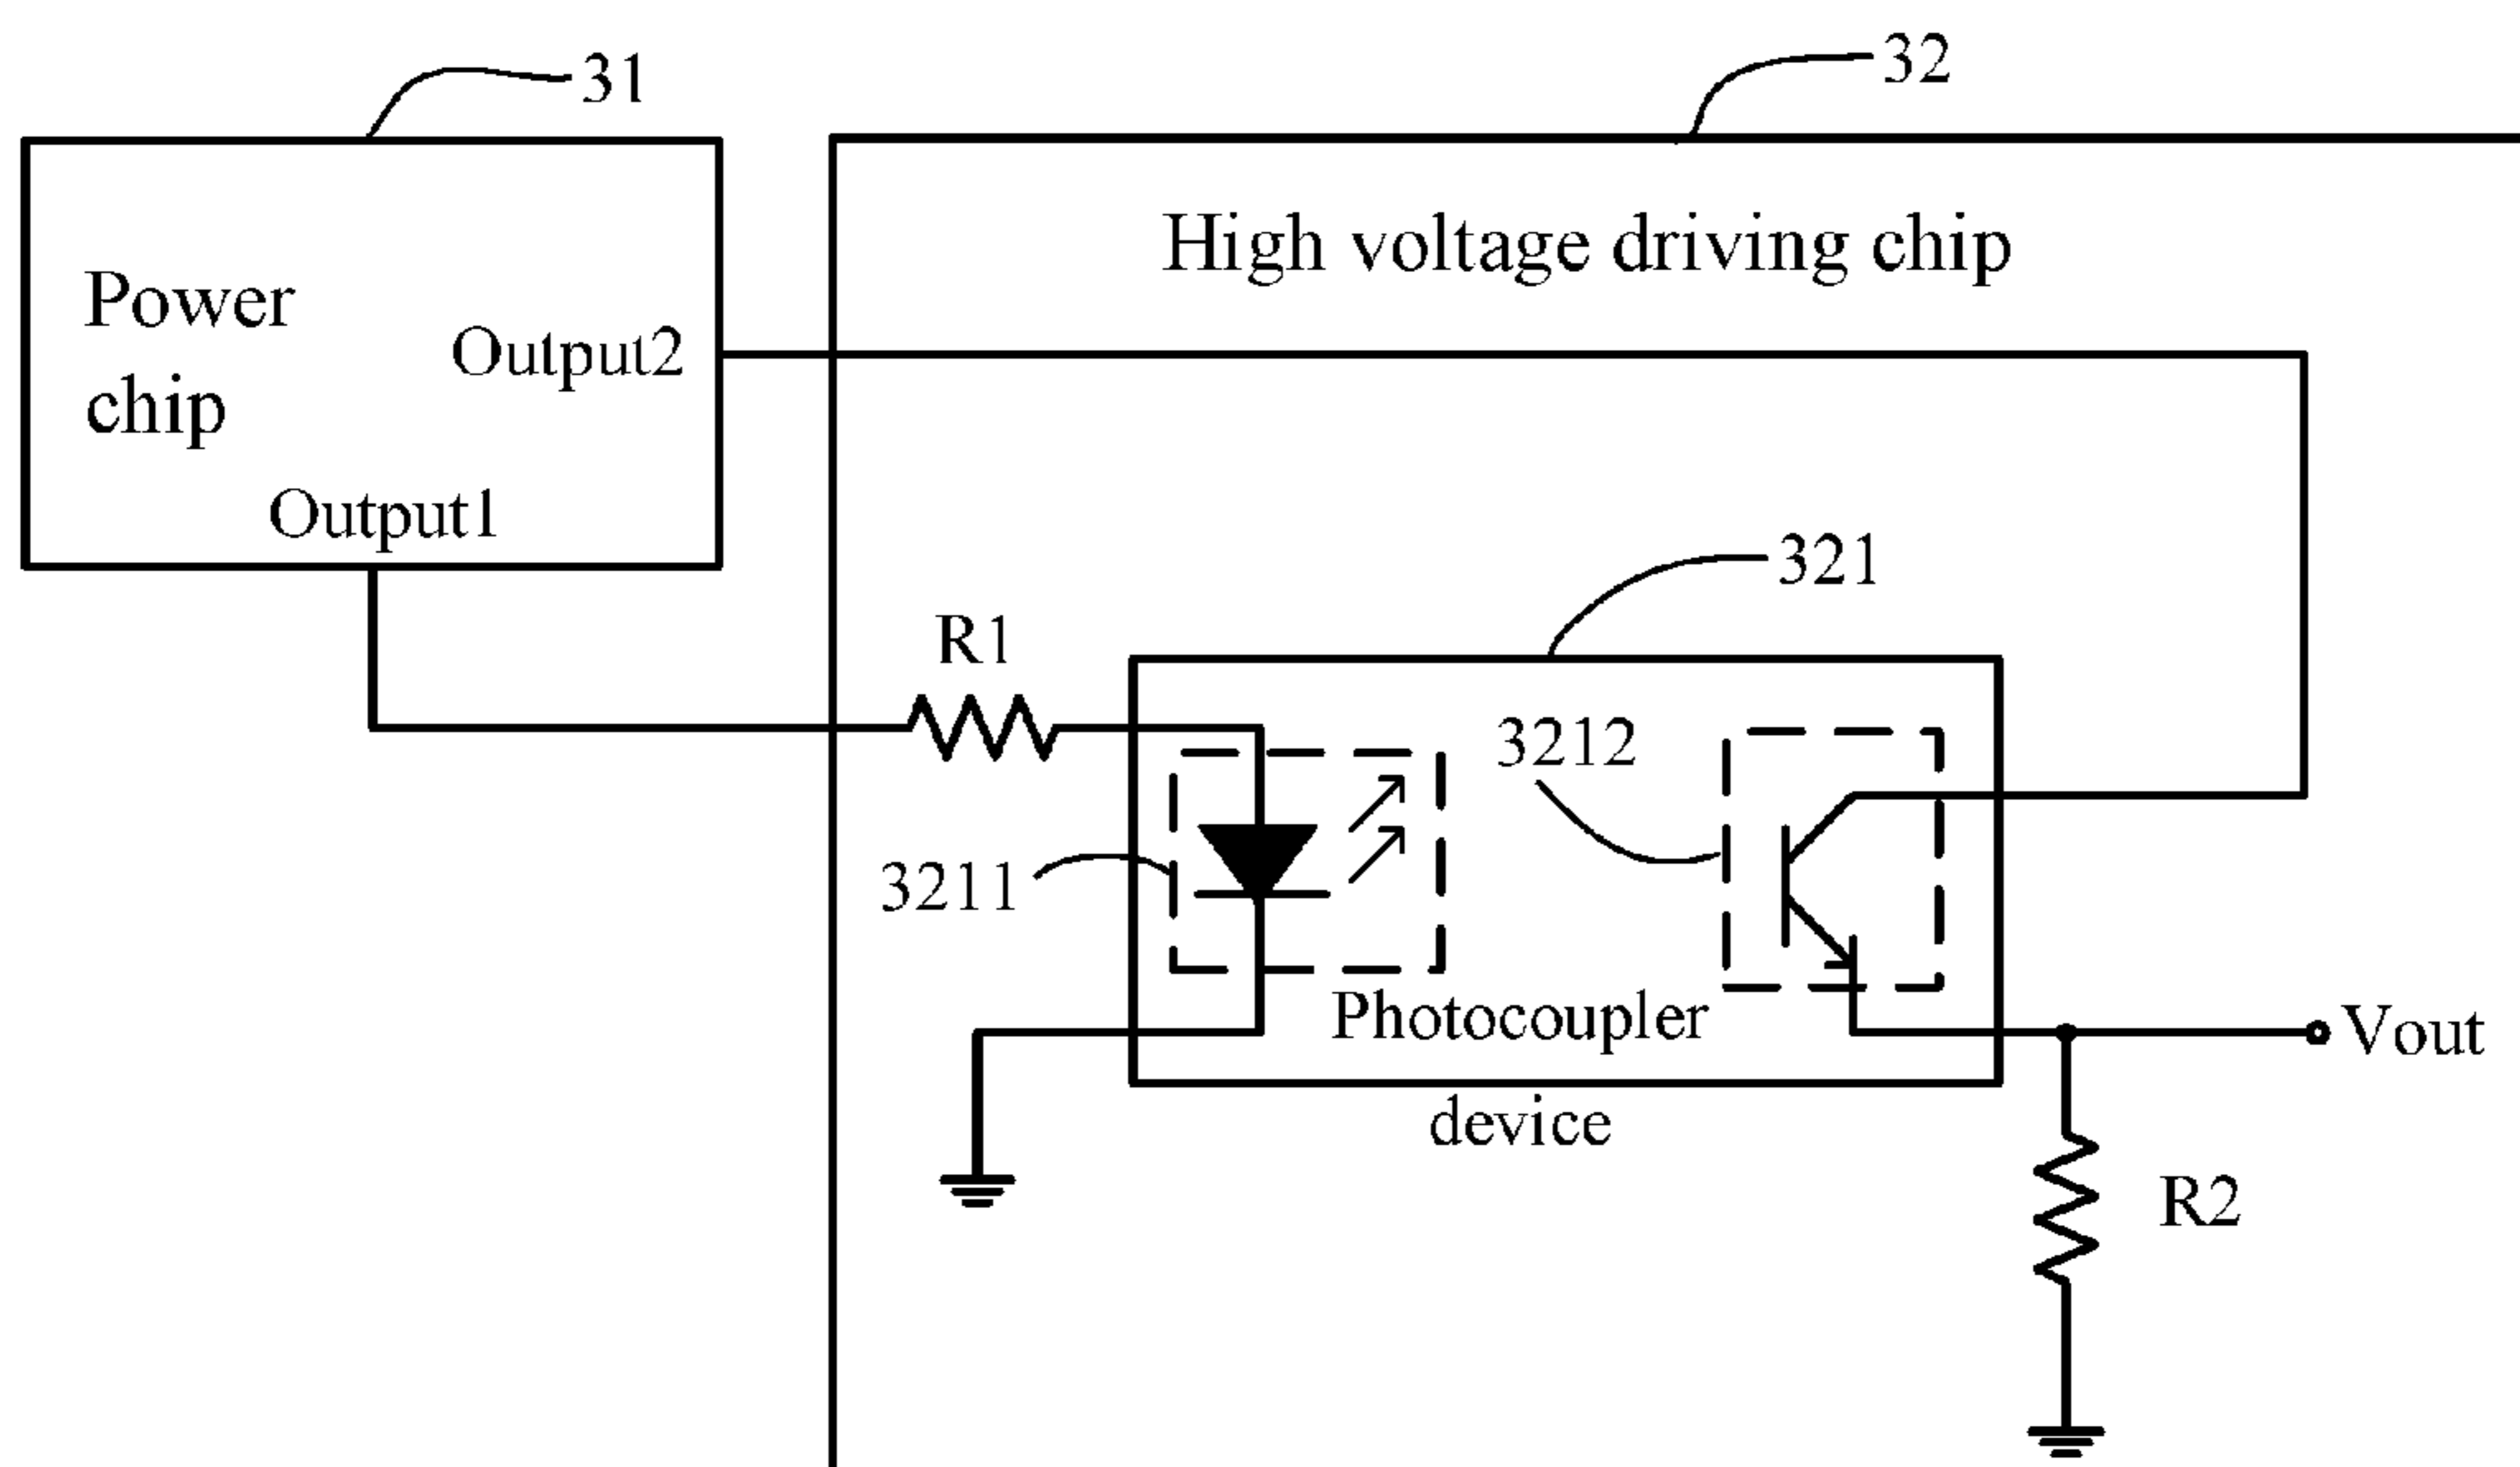 31
32
High voltage driving chip
Power
chip
Output2
Output1
321
R1
3212
3211
Photocoupler
device
Vout
R2